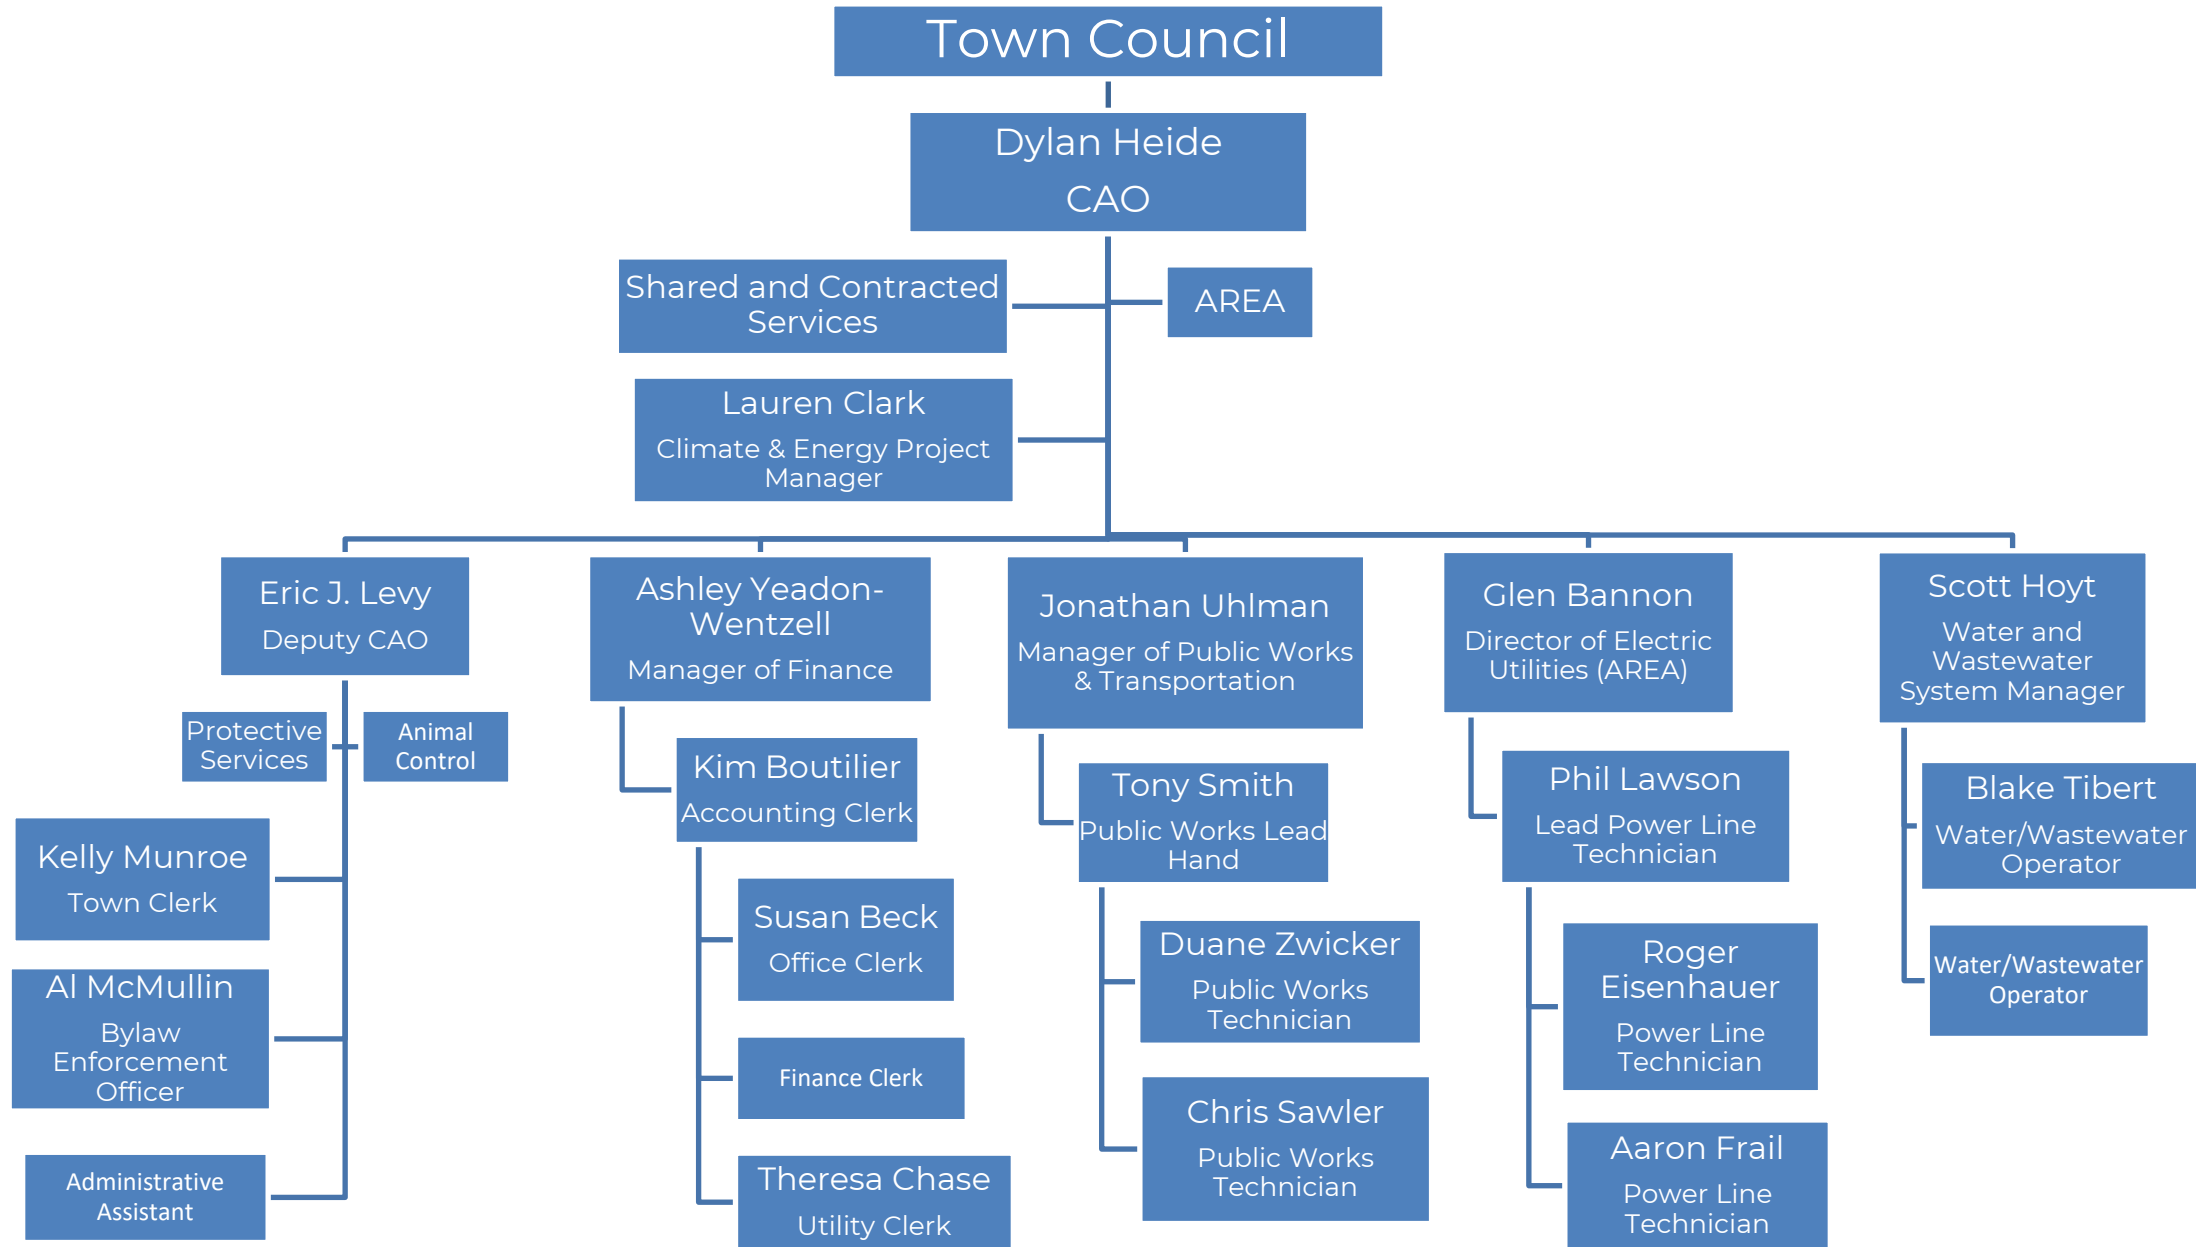 Town Council
Dylan Heide
CAO
Shared and Contracted
Services
AREA
Lauren Clark
Climate & Energy Project
Manager
Eric J. Levy
Deputy CAO
Protective
Services
Animal
Control
Kelly Munroe
Town Clerk
Al McMullin
Bylaw
Enforcement
Officer
Administrative
Assistant
Ashley Yeadon-
Wentzell
Manager of Finance
Kim Boutilier
Accounting Clerk
Susan Beck
Office Clerk
Finance Clerk
Theresa Chase
Utility Clerk
Jonathan Uhlman
Manager of Public Works
& Transportation
Tony Smith
Public Works Lead
Hand
Duane Zwicker
Public Works
Technician
Chris Sawler
Public Works
Technician
Glen Bannon
Director of Electric
Utilities (AREA)
Phil Lawson
Lead Power Line
Technician
Roger
Eisenhauer
Power Line
Technician
Aaron Frail
Power Line
Technician
Scott Hoyt
Water and
Wastewater
System Manager
Blake Tibert
Water/Wastewater
Operator
Water/Wastewater
Operator